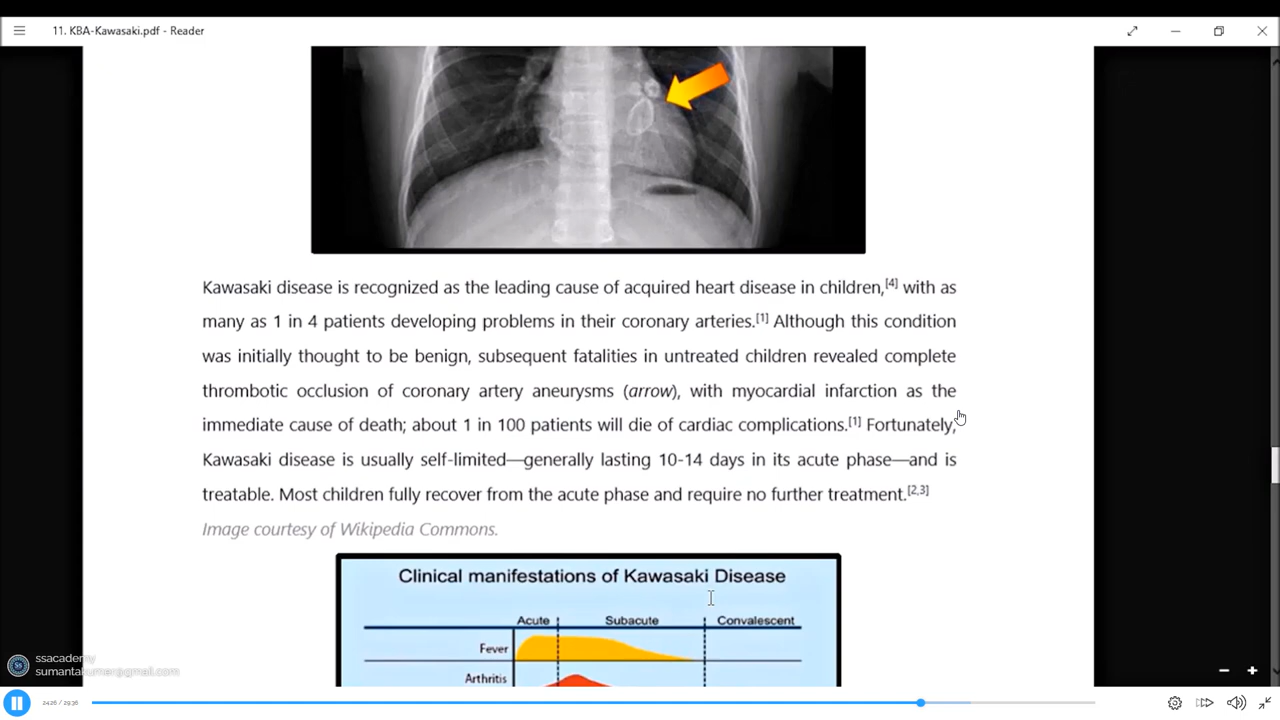 11. KBA-Kawasaki.pdf - Reader
Kawasaki disease is recognized as the leading cause of acquired heart disease in children,[4] with as
many as 1 in 4 patients developing problems in their coronary arteries.[1] Although this condition
was initially thought to be benign, subsequent fatalities in untreated children revealed complete
thrombotic occlusion of coronary artery aneurysms (arrow), with myocardial infarction as the
immediate cause of death; about 1 in 100 patients will die of cardiac complications.[1] Fortunately,
Kawasaki disease is usually self-limited—generally lasting 10-14 days in its acute phase—and is
treatable. Most children fully recover from the acute phase and require no further treatment.[2,3]
Image courtesy of Wikipedia Commons.
Clinical manifestations of Kawasaki Disease
Acute Subacute Convalescent
Fever
Arthritis
ssacademy
sumantakumar@gmail.com
2426 / 2936